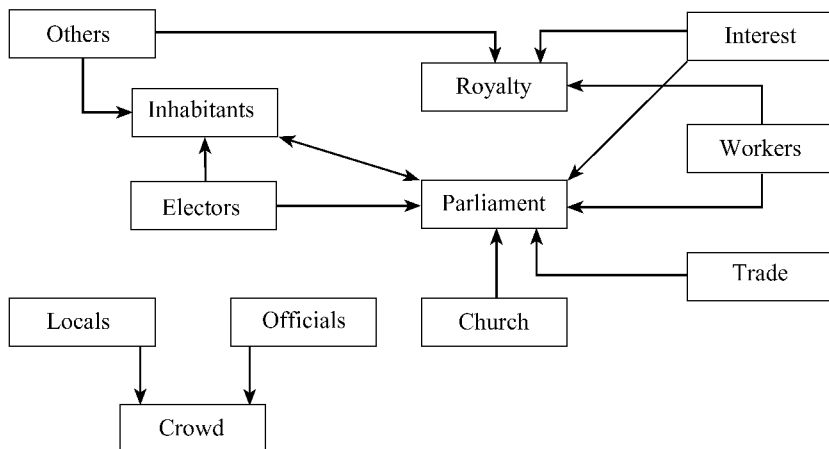 Others
Interest
Royalty
Inhabitants
Workers
Electors
Parliament
Trade
Locals
Officials
Church
Crowd